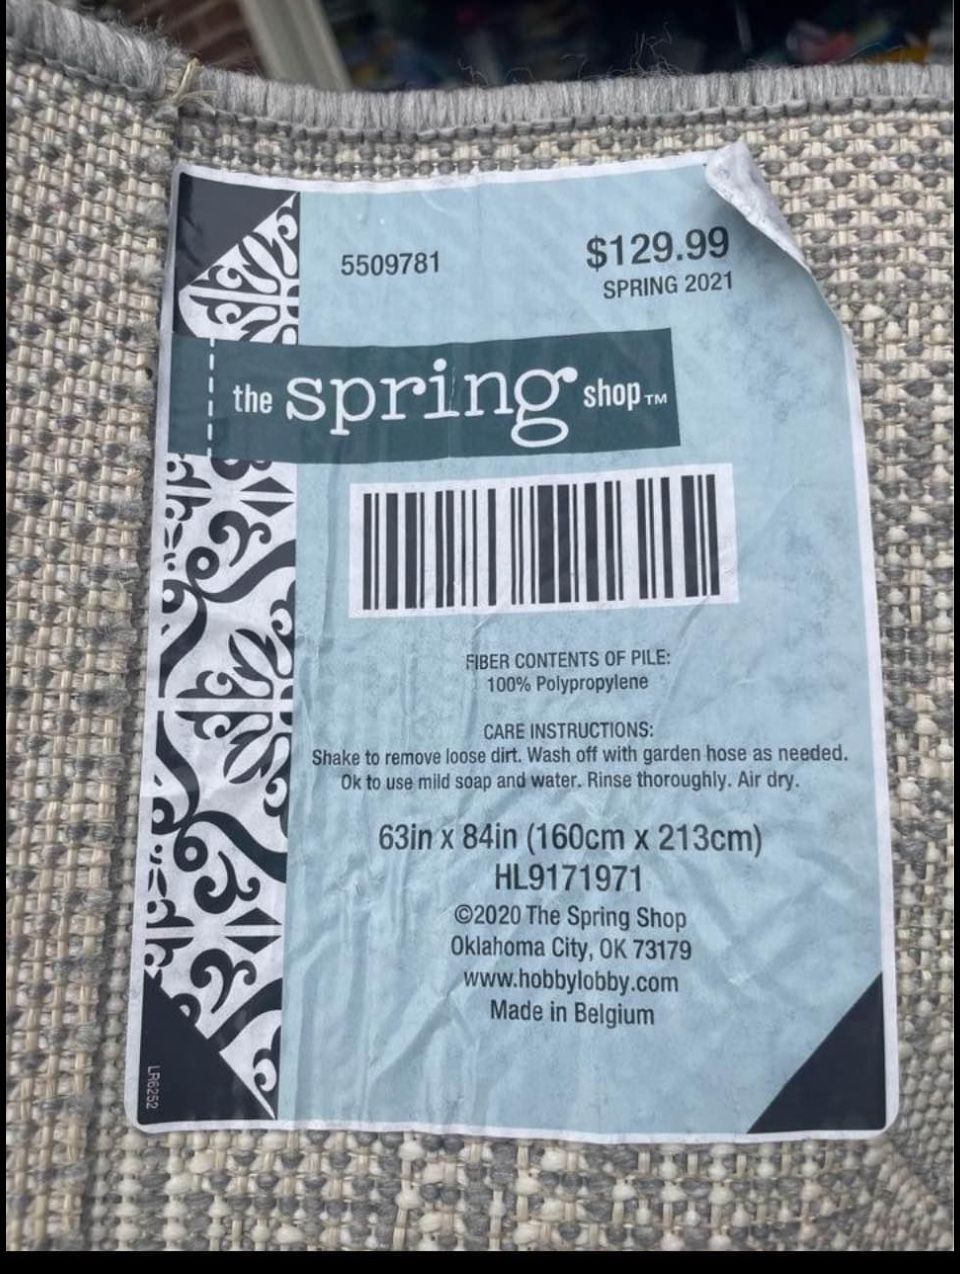 5509781
$129.99
SPRING 2021
the spring shop™
FIBER CONTENTS OF PILE:
100% Polypropylene
CARE INSTRUCTIONS:
Shake to remove loose dirt. Wash off with garden hose as needed.
Ok to use mild soap and water. Rinse thoroughly. Air dry.
63in x 84in (160cm x 213cm)
HL9171971
©2020 The Spring Shop
Oklahoma City, OK 73179
www.hobbylobby.com
Made in Belgium
LR6252